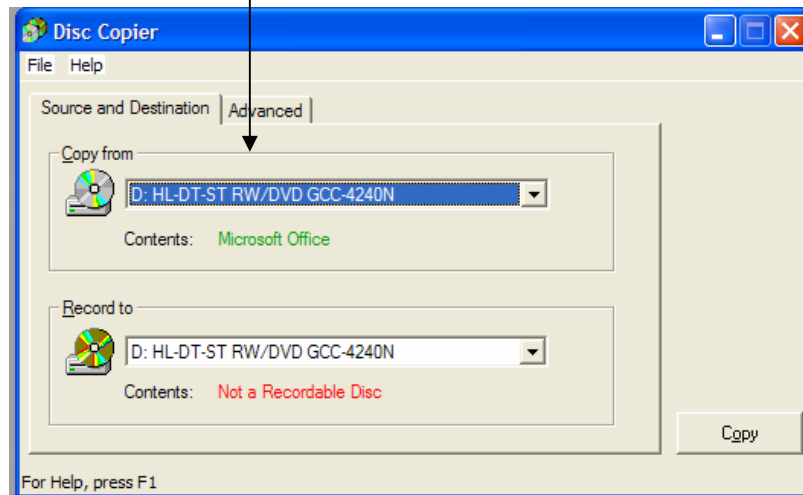 Disc Copier
File Help
Source and Destination Advanced
Copy from
D: HL-DT-ST RW/DVD GCC-4240N
Contents: Microsoft Office
Record to
D: HL-DT-ST RW/DVD GCC-4240N
Contents: Not a Recordable Disc
Copy
For Help, press F1